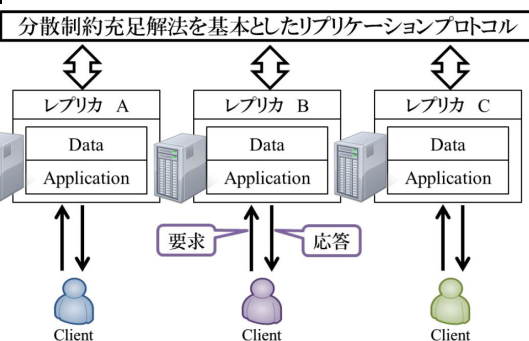 分散制約充足解法を基本としたリプリケーションプロトコル
レプリカ A
レプリカ B
レプリカ C
Data
Data
Data
Application
Application
Application
要求
応答
Client
Client
Client